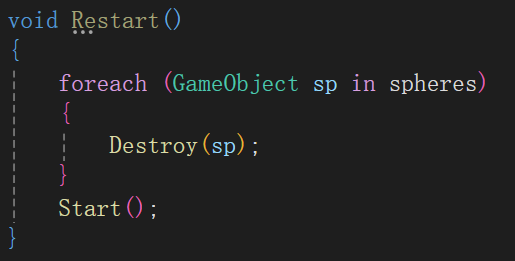 void Restart()
{
    foreach (GameObject sp in spheres)
    {
        Destroy(sp);
    }
    Start();
}